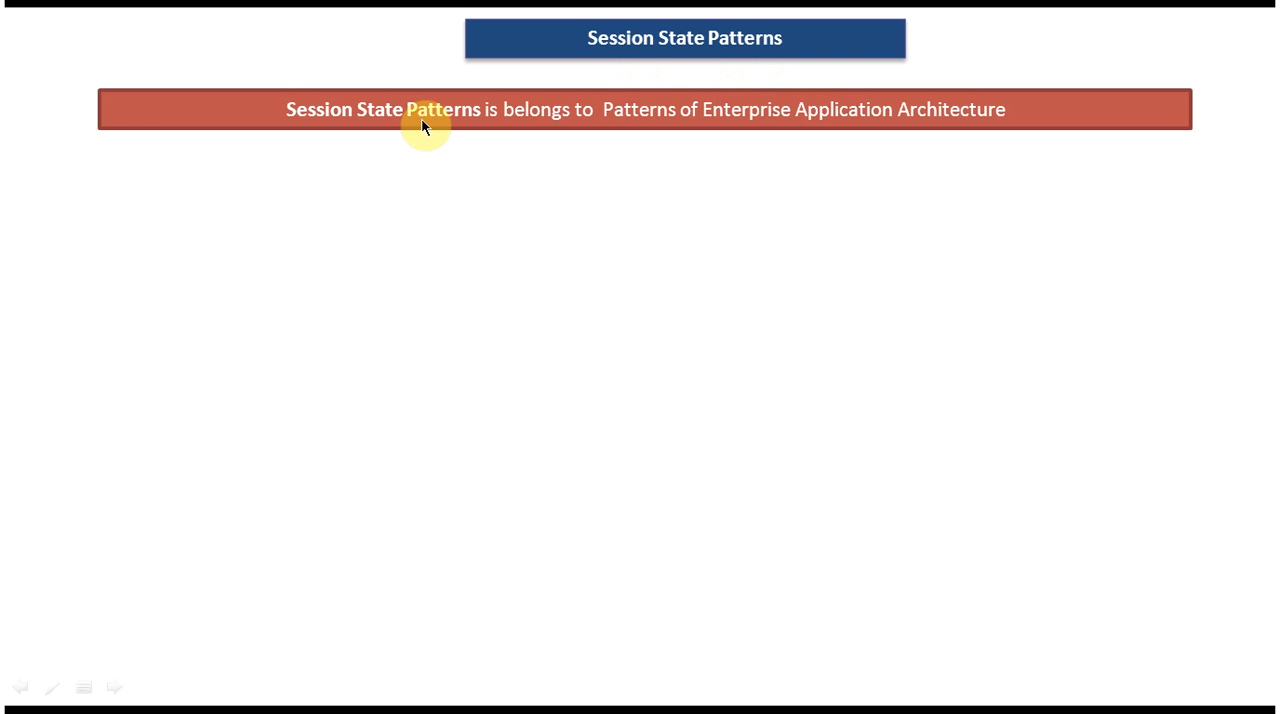 Session State Patterns
Session State Patterns is belongs to  Patterns of Enterprise Application Architecture